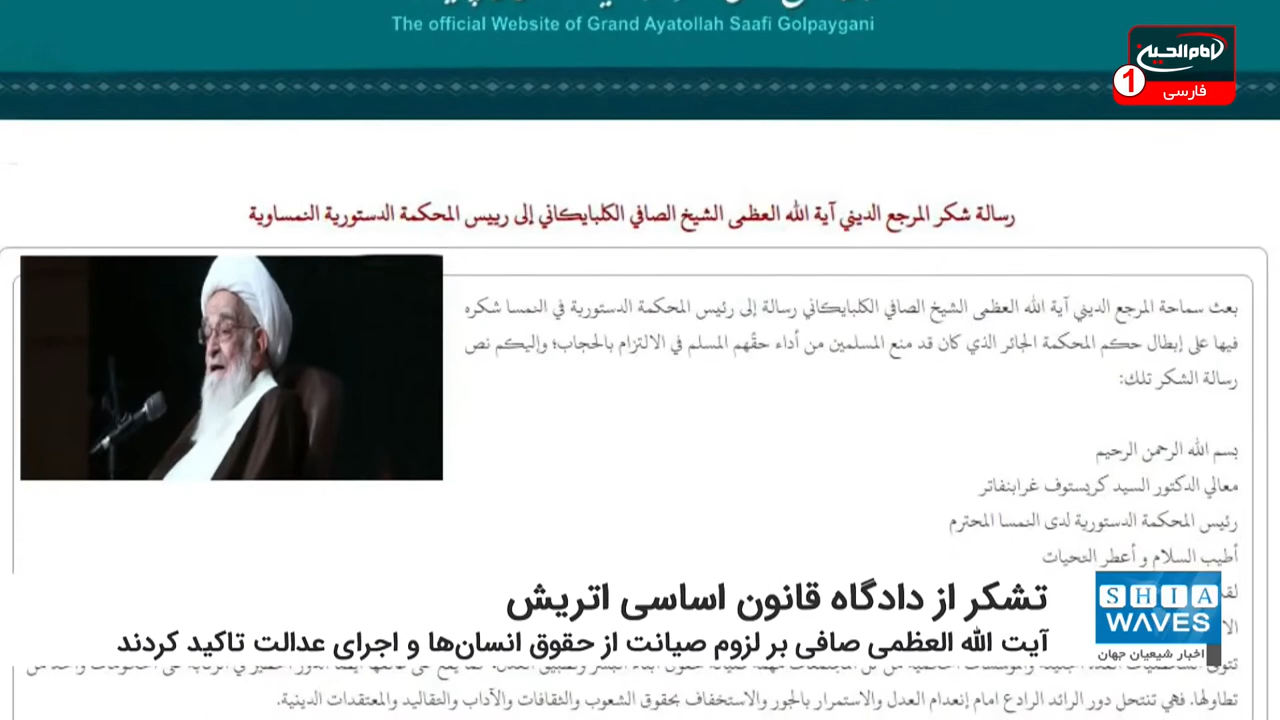 The official Website of Grand Ayatollah Saafi Golpaygani
امام الحسین
1
فارسی
رسالة شكر المرجع الديني آية الله العظمى الشيخ الصافي الكلبايكاني إلى رييس المحكمة الدستورية النمساوية
بعث سماحة المرجع الديني آية الله العظمى الشيخ الصافي الكلبايكاني رسالة إلى رئيس المحكمة الدستورية في النمسا شكره
فيها على إبطال حكم المحكمة الجائر الذي كان قد منع المسلمين من أداء حقّهم المسلم في الالتزام بالحجاب؛ وإليكم نص
رسالة الشكر تلك:
بسم الله الرحمن الرحيم
معالي الدكتور السيد كريستوف غرابنفاتر
رئيس المحكمة الدستورية لدى النمسا المحترم
أطيب السلام و أعطر التحيات
تشکر از دادگاه قانون اساسی اتریش
آیت الله العظمی صافی بر لزوم صیانت از حقوق انسان‌ها و اجرای عدالت تاکید کردند
SHIA
WAVES
اخبار شیعیان جهان
تطاولها. فهي تنتحل دور الرائد الرادع امام إنعدام العدل والاستمرار بالجور والاستخفاف بحقوق الشعوب والثقافات والآداب والتقاليد والمعتقدات الدينية.